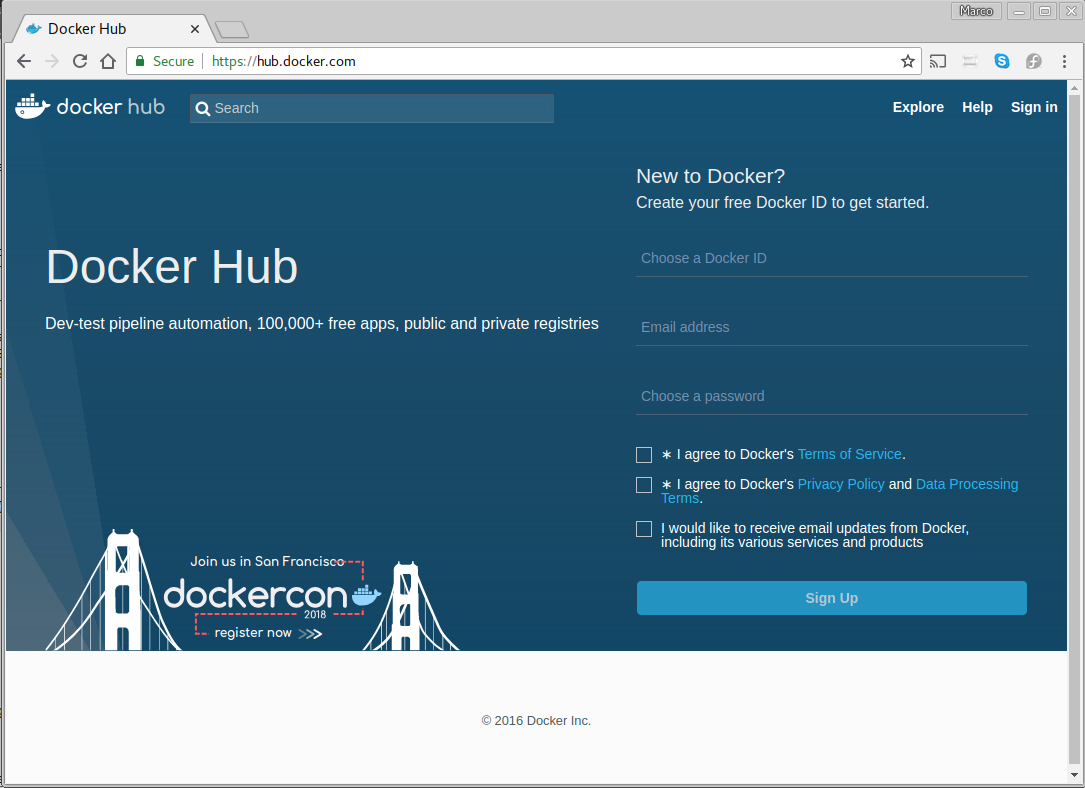 Marco
Docker Hub
Secure
https://hub.docker.com
docker hub
Search
Explore
Help
Sign in
New to Docker?
Create your free Docker ID to get started.
Docker Hub
Dev-test pipeline automation, 100,000+ free apps, public and private registries
Choose a Docker ID
Email address
Choose a password
∗ I agree to Docker's Terms of Service.
∗ I agree to Docker's Privacy Policy and Data Processing
Terms.
I would like to receive email updates from Docker,
including its various services and products
Sign Up
Join us in San Francisco
dockercon
2018
register now >>>
© 2016 Docker Inc.